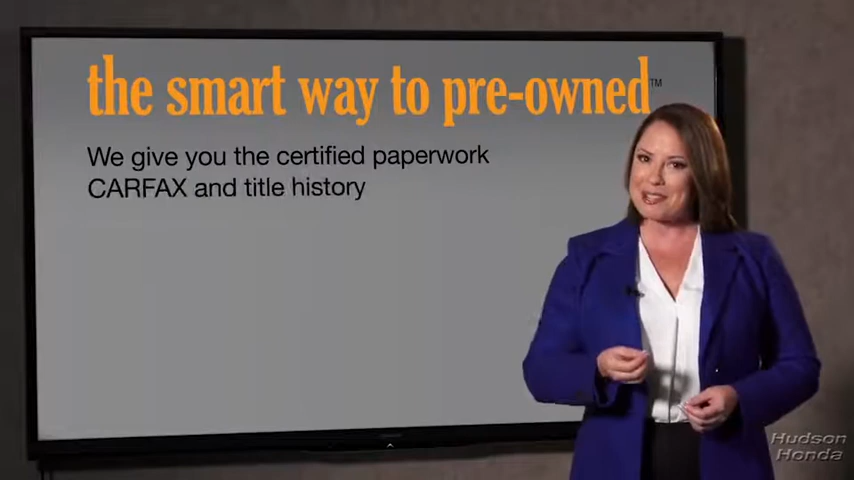 the smart way to pre-owned™
We give you the certified paperwork
CARFAX and title history
Hudson
Honda